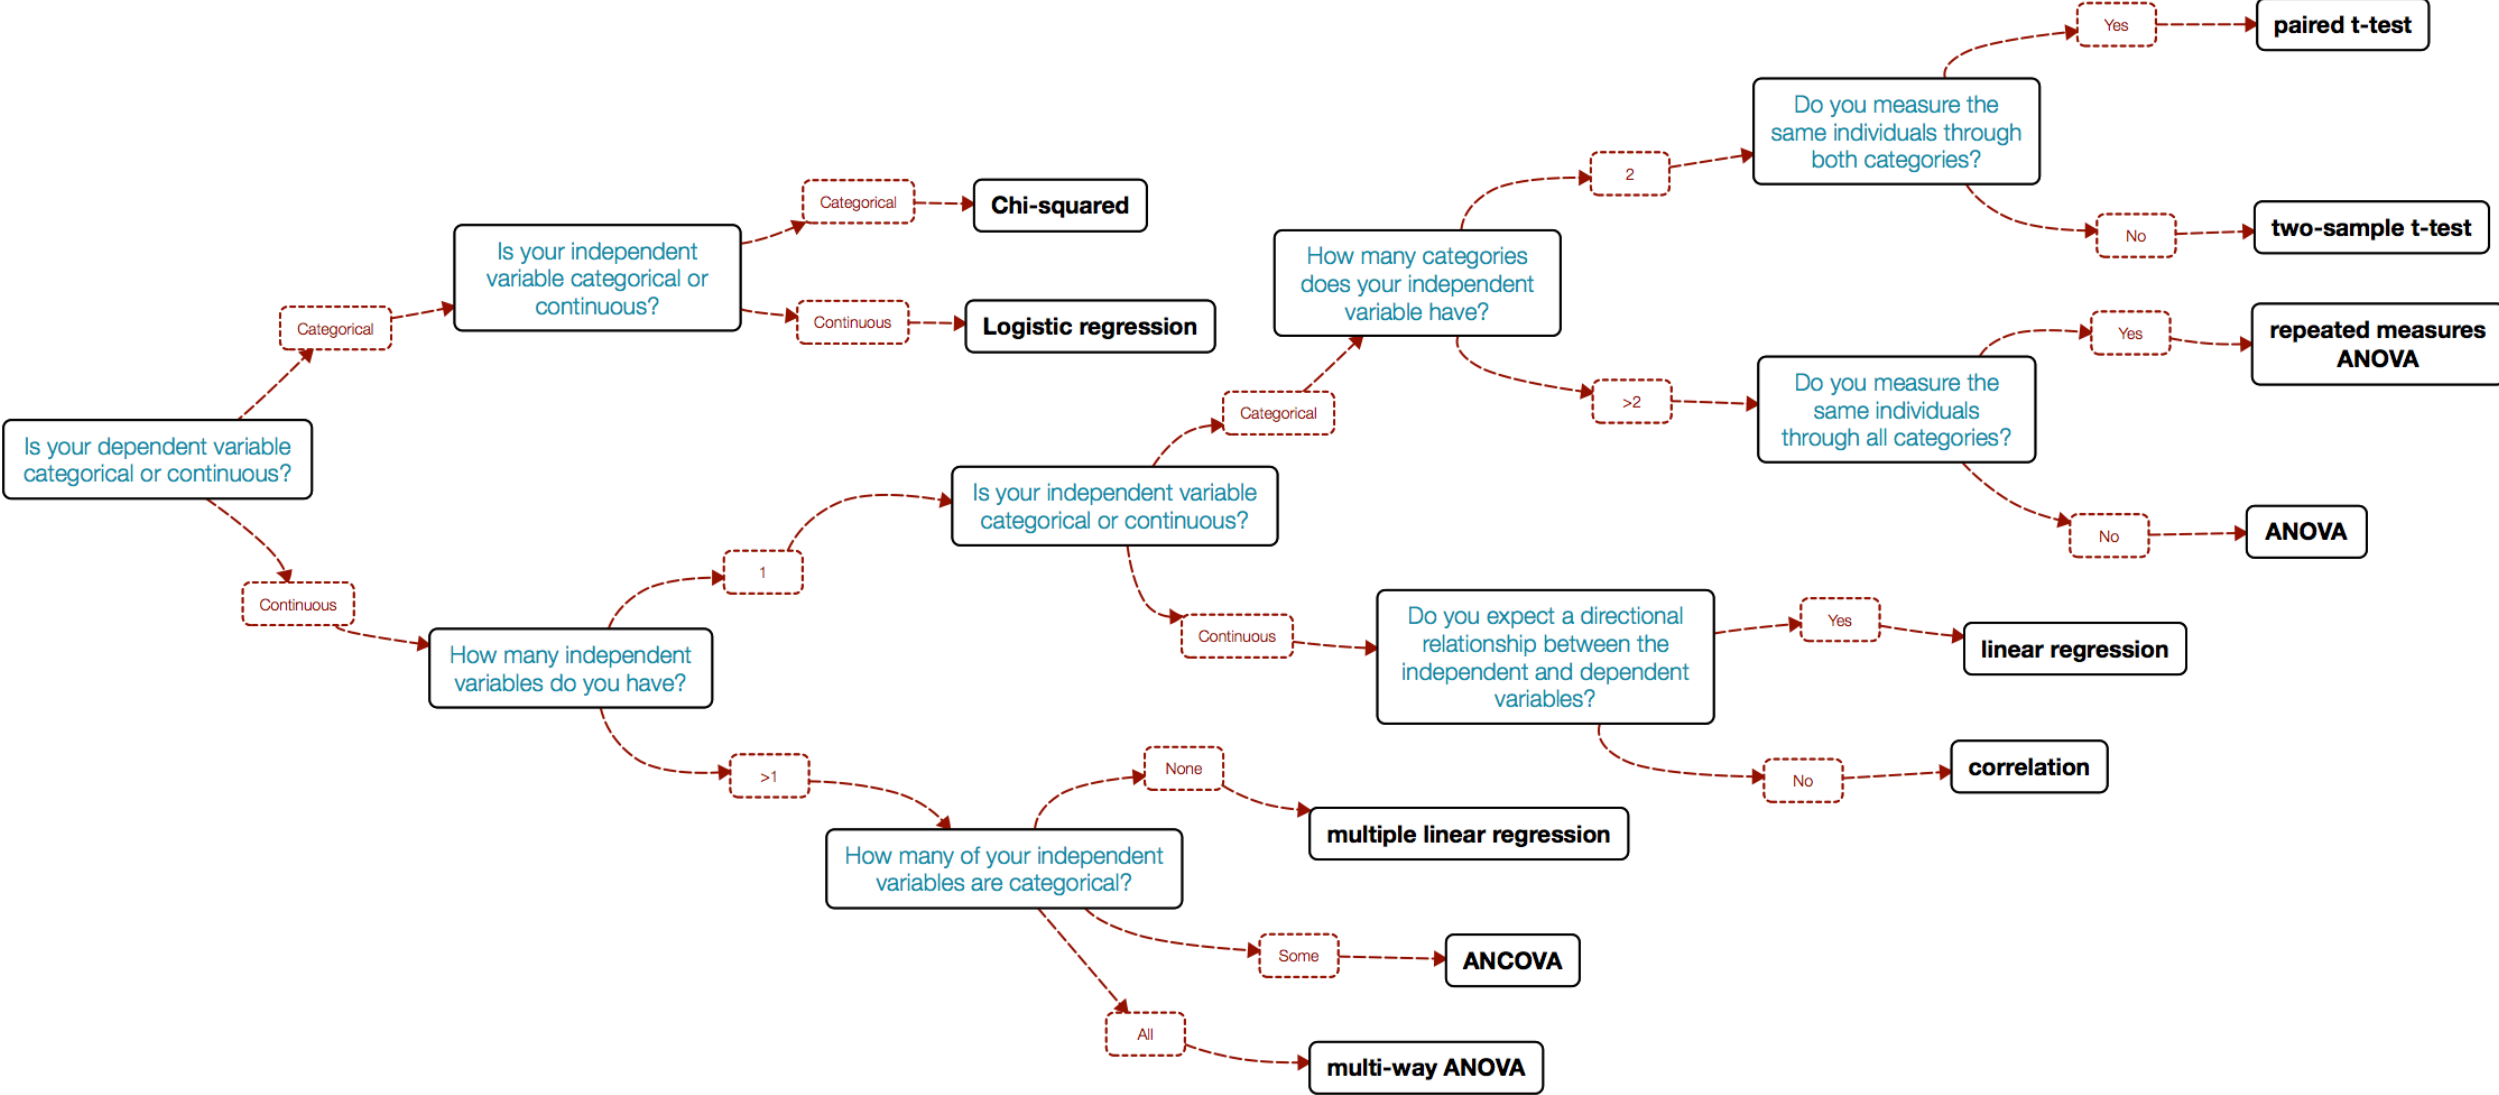 Is your dependent variable
categorical or continuous?
Categorical
Is your independent
variable categorical or
continuous?
Categorical
Chi-squared
Continuous
Logistic regression
Continuous
How many independent
variables do you have?
1
Is your independent variable
categorical or continuous?
Categorical
How many categories
does your independent
variable have?
2
Do you measure the
same individuals through
both categories?
Yes
paired t-test
No
two-sample t-test
>2
Do you measure the
same individuals
through all categories?
Yes
repeated measures
ANOVA
No
ANOVA
Continuous
Do you expect a directional
relationship between the
independent and dependent
variables?
Yes
linear regression
No
correlation
>1
How many of your independent
variables are categorical?
None
multiple linear regression
Some
ANCOVA
All
multi-way ANOVA